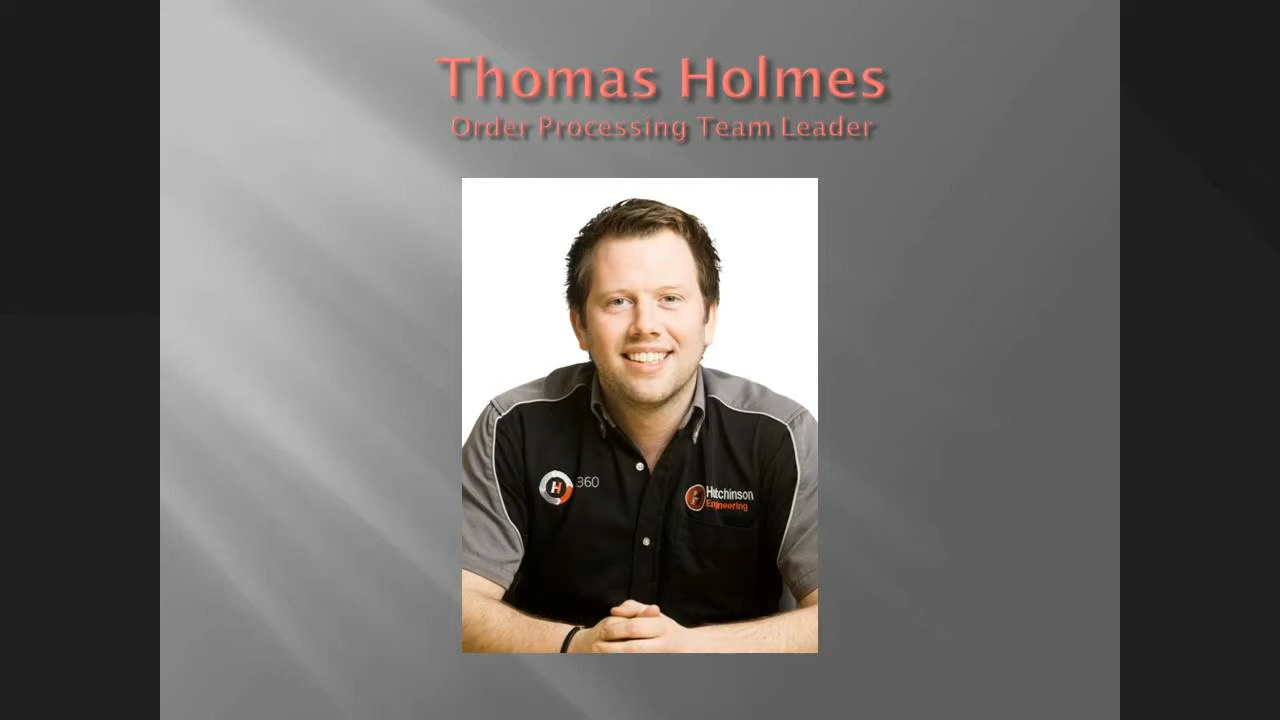 Thomas Holmes
Order Processing Team Leader
H 360
H Hutchinson
Engineering